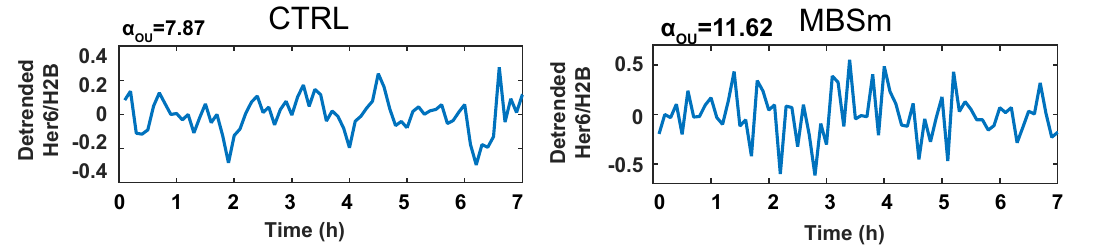 CTRL
α_OU=7.87
Detrended
Her6/H2B
0.4
0.2
0
-0.2
-0.4
0 1 2 3 4 5 6 7
Time (h)
MBSm
α_OU=11.62
Detrended
Her6/H2B
0.5
0
-0.5
0 1 2 3 4 5 6 7
Time (h)